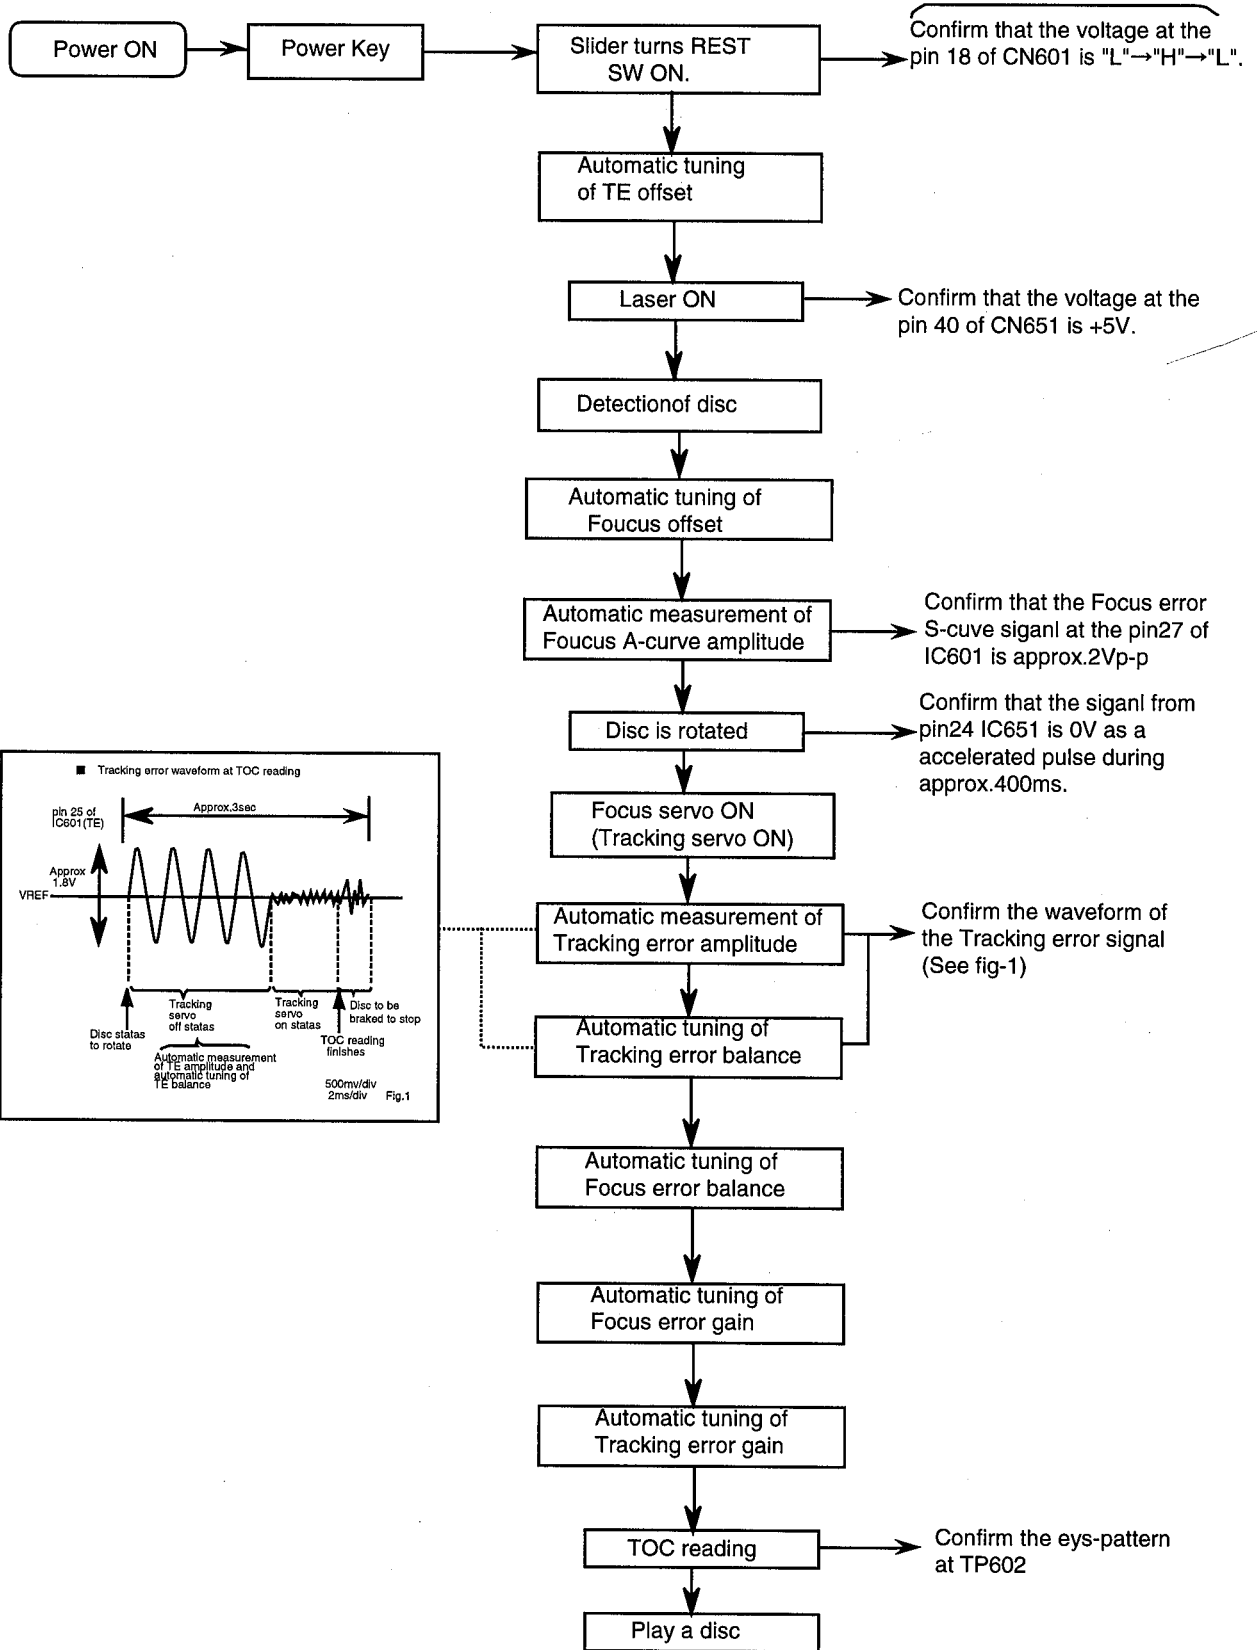 Power ON
Power Key
Slider turns REST
SW ON.
Confirm that the voltage at the
pin 18 of CN601 is "L"→"H"→"L".
Automatic tuning
of TE offset
Laser ON
Confirm that the voltage at the
pin 40 of CN651 is +5V.
Detectionof disc
Automatic tuning of
Foucus offset
Automatic measurement of
Foucus A-curve amplitude
Confirm that the Focus error
S-cuve siganl at the pin27 of
IC601 is approx.2Vp-p
Disc is rotated
Confirm that the siganl from
pin24 IC651 is 0V as a
accelerated pulse during
approx.400ms.
Focus servo ON
(Tracking servo ON)
■ Tracking error waveform at TOC reading
pin 25 of
IC601(TE)
Approx.3sec
Approx
1.8V
VREF
Tracking
servo
off statas
Tracking
servo
on statas
Disc to be
braked to stop
Disc statas
to rotate
TOC reading
finishes
Automatic measurement
of TE amplitude and
automatic tuning of
TE balance
500mv/div
2ms/div
Fig.1
Automatic measurement of
Tracking error amplitude
Confirm the waveform of
the Tracking error signal
(See fig-1)
Automatic tuning of
Tracking error balance
Automatic tuning of
Focus error balance
Automatic tuning of
Focus error gain
Automatic tuning of
Tracking error gain
TOC reading
Confirm the eys-pattern
at TP602
Play a disc